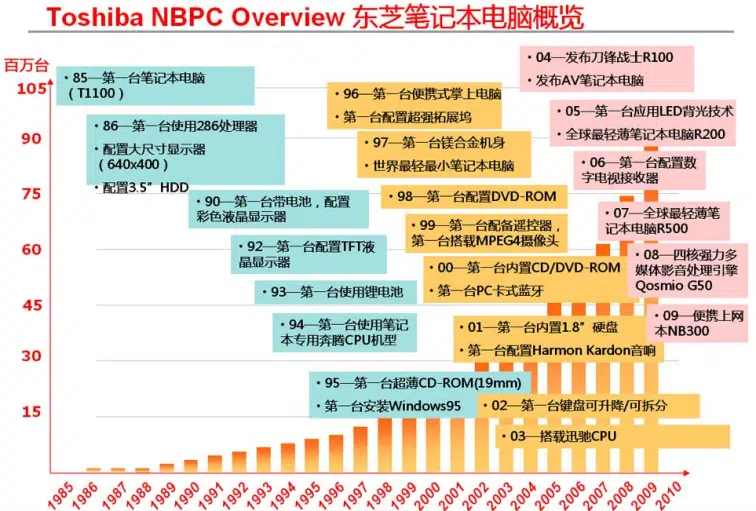 Toshiba NBPC Overview 东芝笔记本电脑概览
百万台
105
90
75
60
45
30
15
• 85—第一台笔记本电脑
（T1100）
• 86—第一台使用286处理器
• 配置大尺寸显示器
（640x400）
• 配置3.5”HDD
• 90—第一台带电池，配置
彩色液晶显示器
• 92—第一台配置TFT液
晶显示器
• 93—第一台使用锂电池
• 94—第一台使用笔记
本专用奔腾CPU机型
• 95—第一台超薄CD-ROM(19mm)
• 第一台安装Windows95
• 96—第一台便携式掌上电脑
• 第一台配置超强拓展坞
• 97—第一台镁合金机身
• 世界最轻最小笔记本电脑
• 98—第一台配置DVD-ROM
• 99—第一台配备遥控器，
第一台搭载MPEG4摄像头
• 00—第一台内置CD/DVD-ROM
• 第一台PC卡式蓝牙
• 01—第一台内置1.8”硬盘
• 第一台配置Harmon Kardon音响
• 02—第一台键盘可升降/可拆分
• 03—搭载迅驰CPU
• 04—发布刀锋战士R100
• 发布AV笔记本电脑
• 05—第一台应用LED背光技术
• 全球最轻薄笔记本电脑R200
• 06—第一台配置数
字电视接收器
• 07—全球最轻薄笔
记本电脑R500
• 08—四核强力多
媒体影音处理引擎
Qosmio G50
• 09—便携上网
本NB300
1985 1986 1987 1988 1989 1990 1991 1992 1993 1994 1995 1996 1997 1998 1999 2000 2001 2002 2003 2004 2005 2006 2007 2008 2009 2010